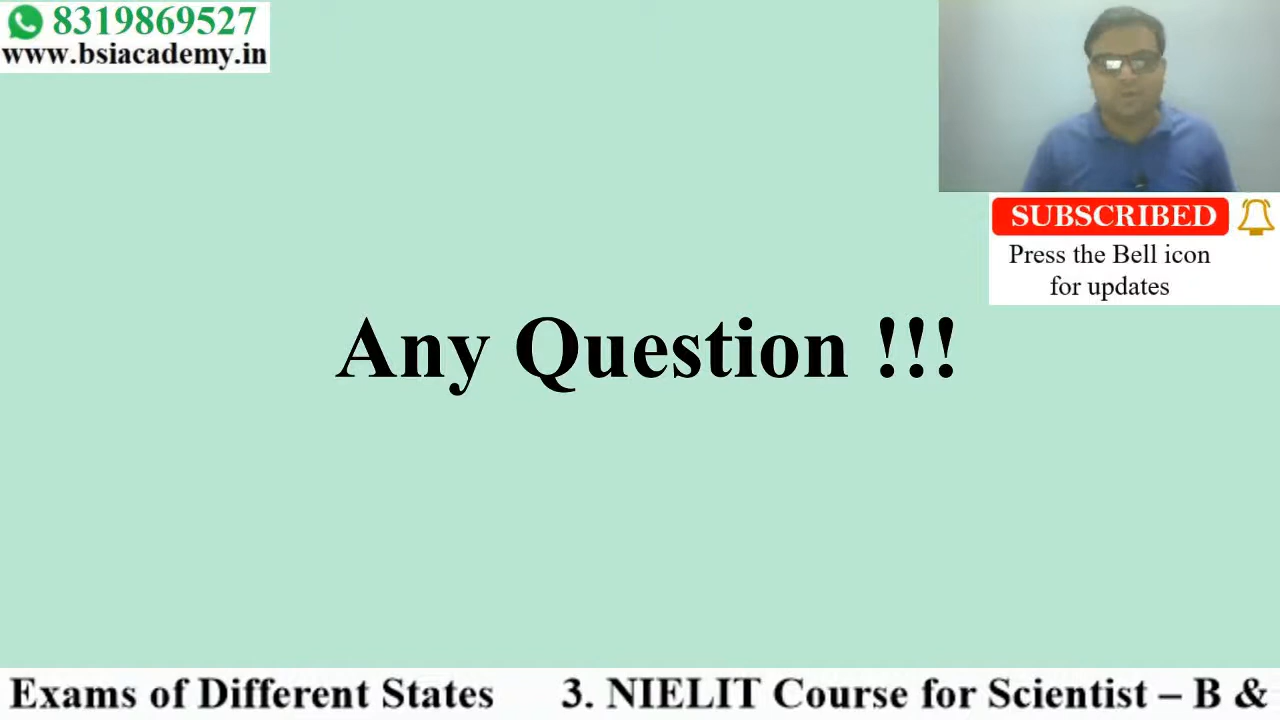 8319869527
www.bsiacademy.in
SUBSCRIBED
Press the Bell icon
for updates
Any Question !!!
Exams of Different States 3. NIELIT Course for Scientist – B &